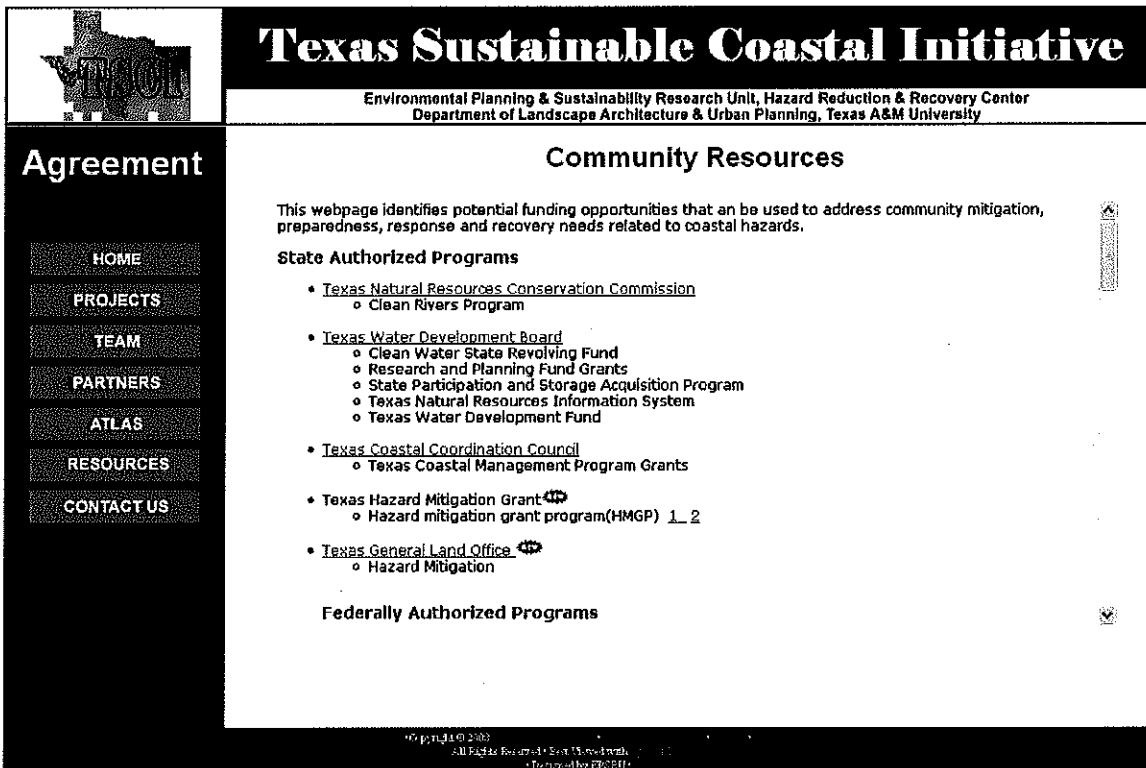 Texas Sustainable Coastal Initiative
Environmental Planning & Sustainability Research Unit, Hazard Reduction & Recovery Center
Department of Landscape Architecture & Urban Planning, Texas A&M University
Agreement
HOME
PROJECTS
TEAM
PARTNERS
ATLAS
RESOURCES
CONTACT US
Community Resources
This webpage identifies potential funding opportunities that an be used to address community mitigation,
preparedness, response and recovery needs related to coastal hazards.
State Authorized Programs
• Texas Natural Resources Conservation Commission
o Clean Rivers Program
• Texas Water Development Board
o Clean Water State Revolving Fund
o Research and Planning Fund Grants
o State Participation and Storage Acquisition Program
o Texas Natural Resources Information System
o Texas Water Development Fund
• Texas Coastal Coordination Council
o Texas Coastal Management Program Grants
• Texas Hazard Mitigation Grant
o Hazard mitigation grant program(HMGP) 1 2
• Texas General Land Office
o Hazard Mitigation
Federally Authorized Programs
All Rights Reserved • Best Viewed with